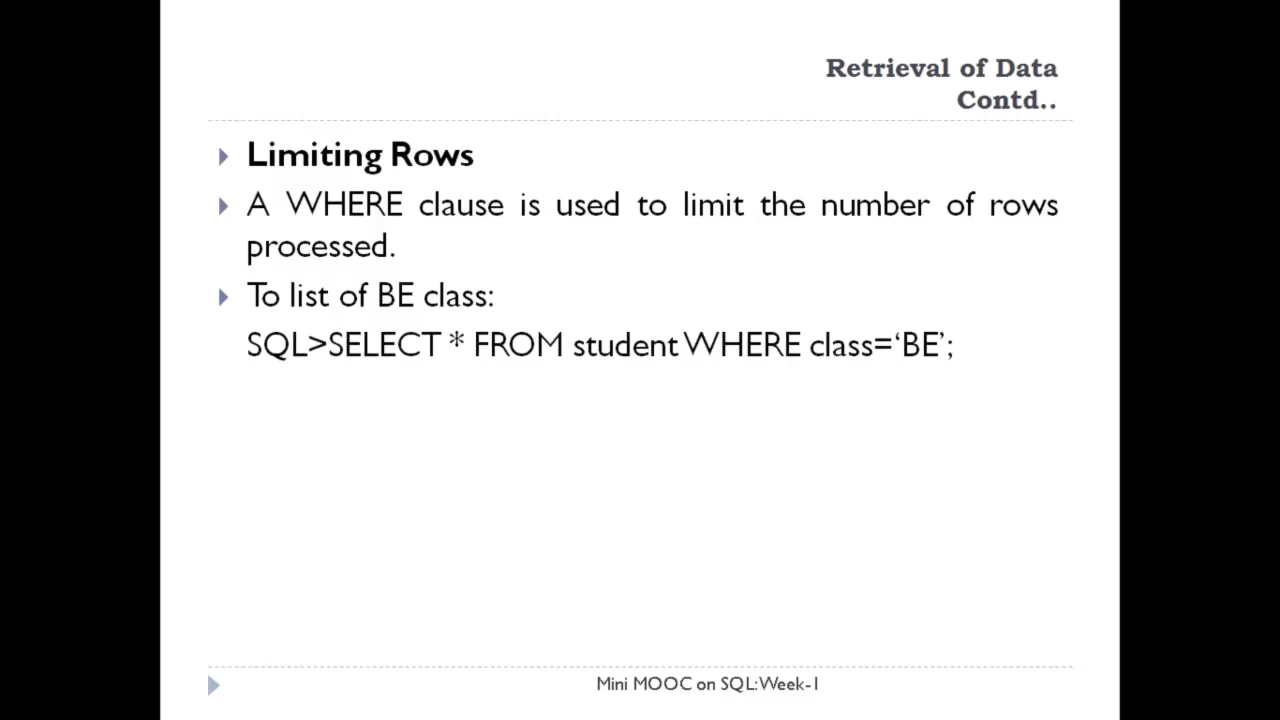 Retrieval of Data
Contd..
Limiting Rows
A WHERE clause is used to limit the number of rows
processed.
To list of BE class:
SQL>SELECT * FROM student WHERE class=‘BE’;
Mini MOOC on SQL:Week-1